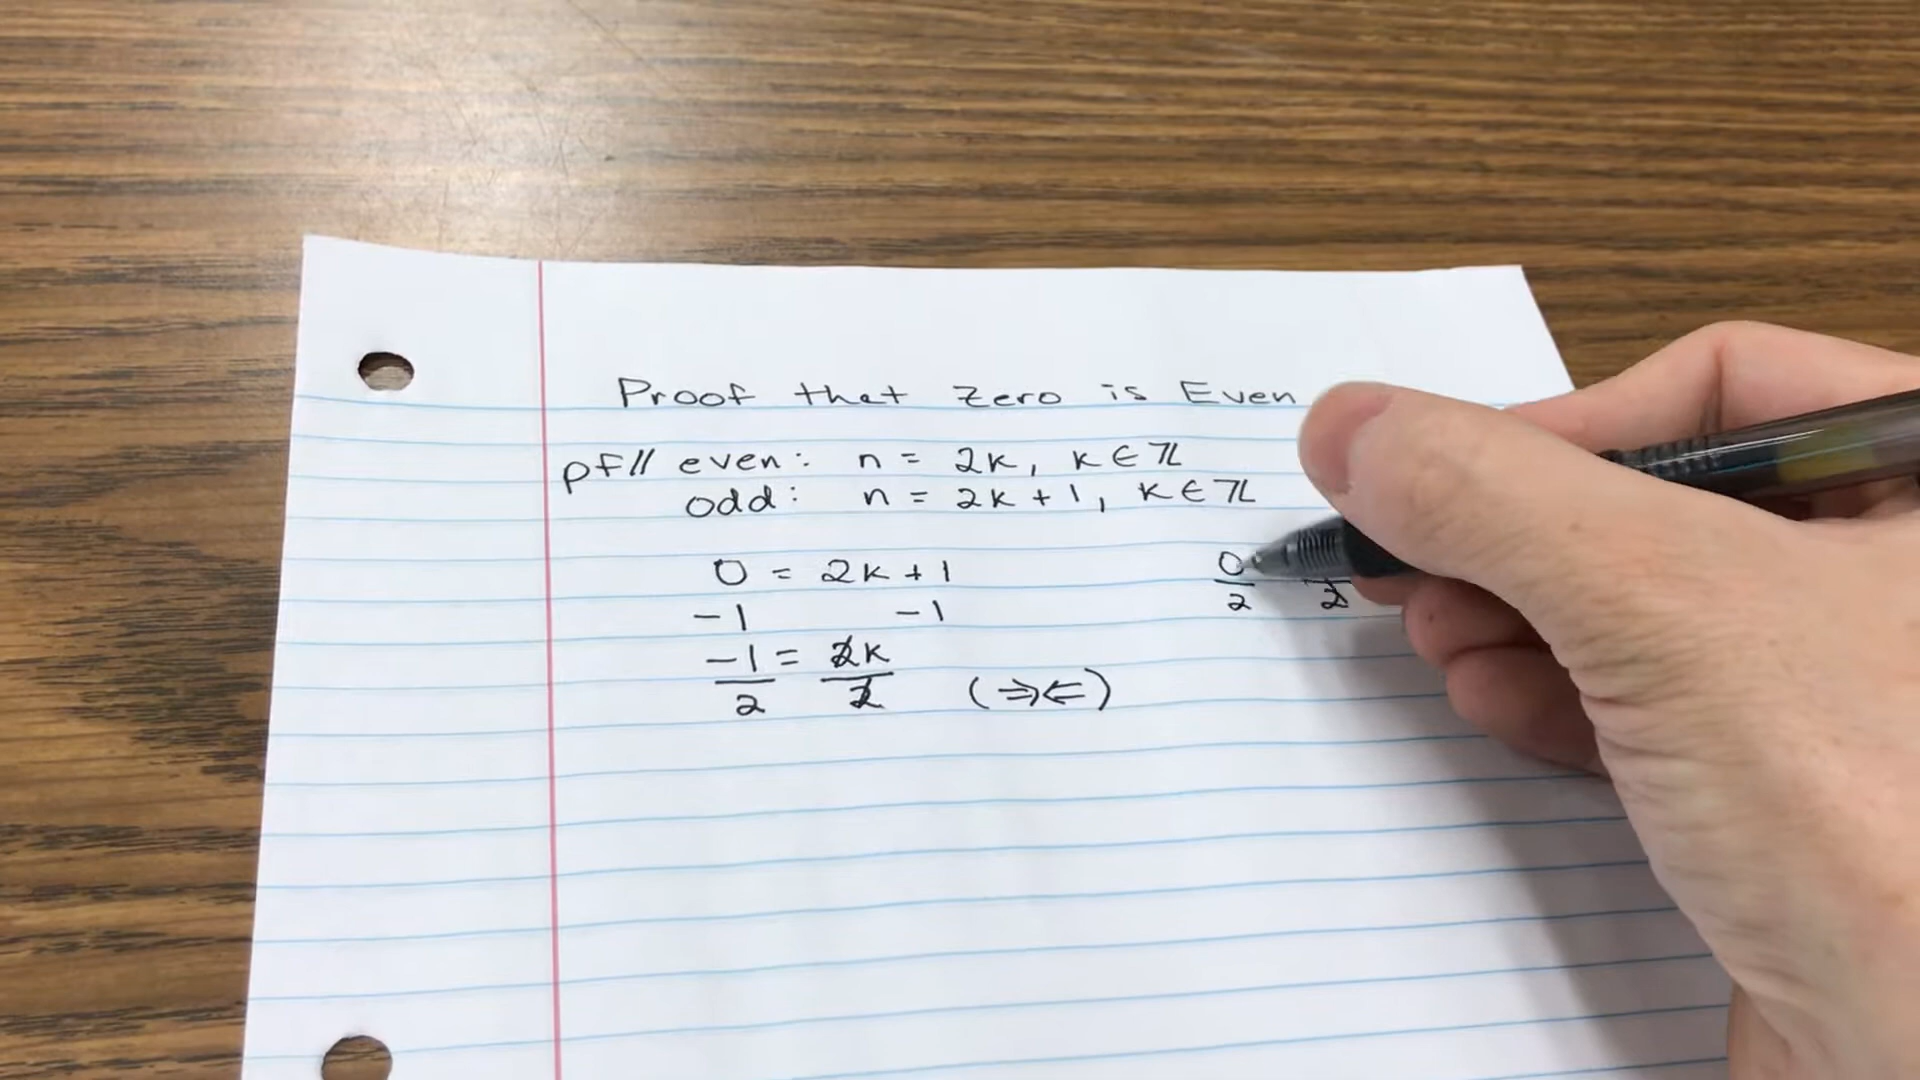 Proof that Zero is Even
pf// even: n = 2k, k ∈ ℤ
odd: n = 2k + 1, k ∈ ℤ
0 = 2k + 1
-1 -1
-1 = 2k
2 2 (⇒⇐)
0
2 2